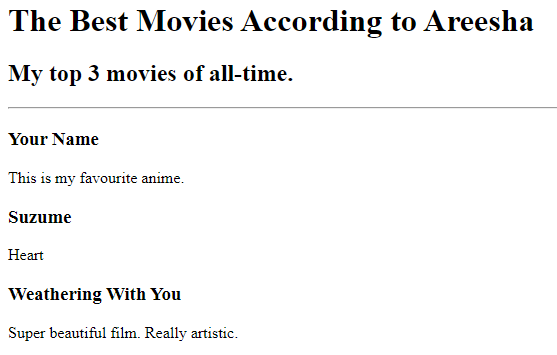 The Best Movies According to Areesha
My top 3 movies of all-time.
Your Name
This is my favourite anime.
Suzume
Heart
Weathering With You
Super beautiful film. Really artistic.